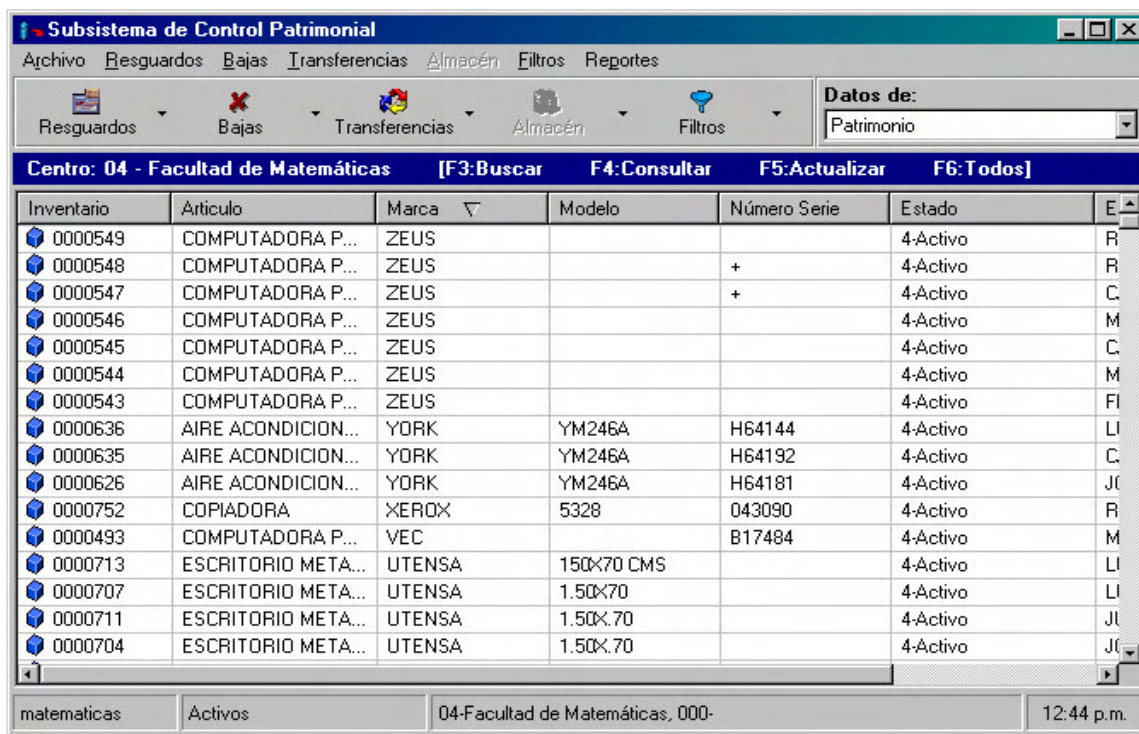 Subsistema de Control Patrimonial
Archivo Resguardos Bajas Transferencias Almacén Filtros Reportes
Resguardos Bajas Transferencias Almacén Filtros
Datos de:
Patrimonio
Centro: 04 - Facultad de Matemáticas [F3:Buscar F4:Consultar F5:Actualizar F6:Todos]
Inventario Articulo Marca Modelo Número Serie Estado E
0000549 COMPUTADORA P... ZEUS 4-Activo R
0000548 COMPUTADORA P... ZEUS + 4-Activo R
0000547 COMPUTADORA P... ZEUS + 4-Activo
0000546 COMPUTADORA P... ZEUS 4-Activo M
0000545 COMPUTADORA P... ZEUS 4-Activo
0000544 COMPUTADORA P... ZEUS 4-Activo M
0000543 COMPUTADORA P... ZEUS 4-Activo
0000636 AIRE ACONDICION... YORK YM246A H64144 4-Activo
0000635 AIRE ACONDICION... YORK YM246A H64192 4-Activo
0000626 AIRE ACONDICION... YORK YM246A H64181 4-Activo
0000752 COPIADORA XEROX 5328 043090 4-Activo R
0000493 COMPUTADORA P... VEC B17484 4-Activo M
0000713 ESCRITORIO META... UTENSA 150X70 CMS 4-Activo
0000707 ESCRITORIO META... UTENSA 1.50X70 4-Activo
0000711 ESCRITORIO META... UTENSA 1.50X.70 4-Activo
0000704 ESCRITORIO META... UTENSA 1.50X.70 4-Activo
matematicas Activos 04-Facultad de Matemáticas, 000- 12:44 p.m.